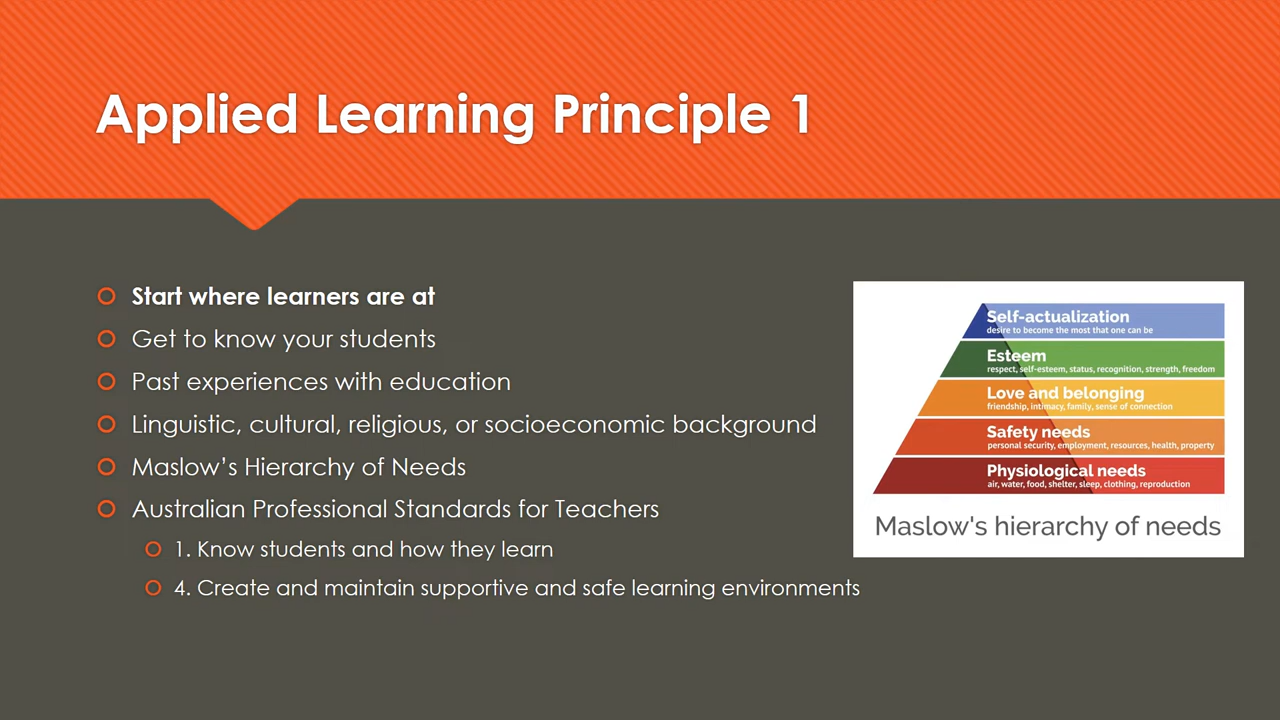 Applied Learning Principle 1
Start where learners are at
Get to know your students
Past experiences with education
Linguistic, cultural, religious, or socioeconomic background
Maslow’s Hierarchy of Needs
Australian Professional Standards for Teachers
1. Know students and how they learn
4. Create and maintain supportive and safe learning environments
Self-actualization
desire to become the most that one can be
Esteem
respect, self-esteem, status, recognition, strength, freedom
Love and belonging
friendship, intimacy, family, sense of connection
Safety needs
personal security, employment, resources, health, property
Physiological needs
air, water, food, shelter, sleep, clothing, reproduction
Maslow's hierarchy of needs